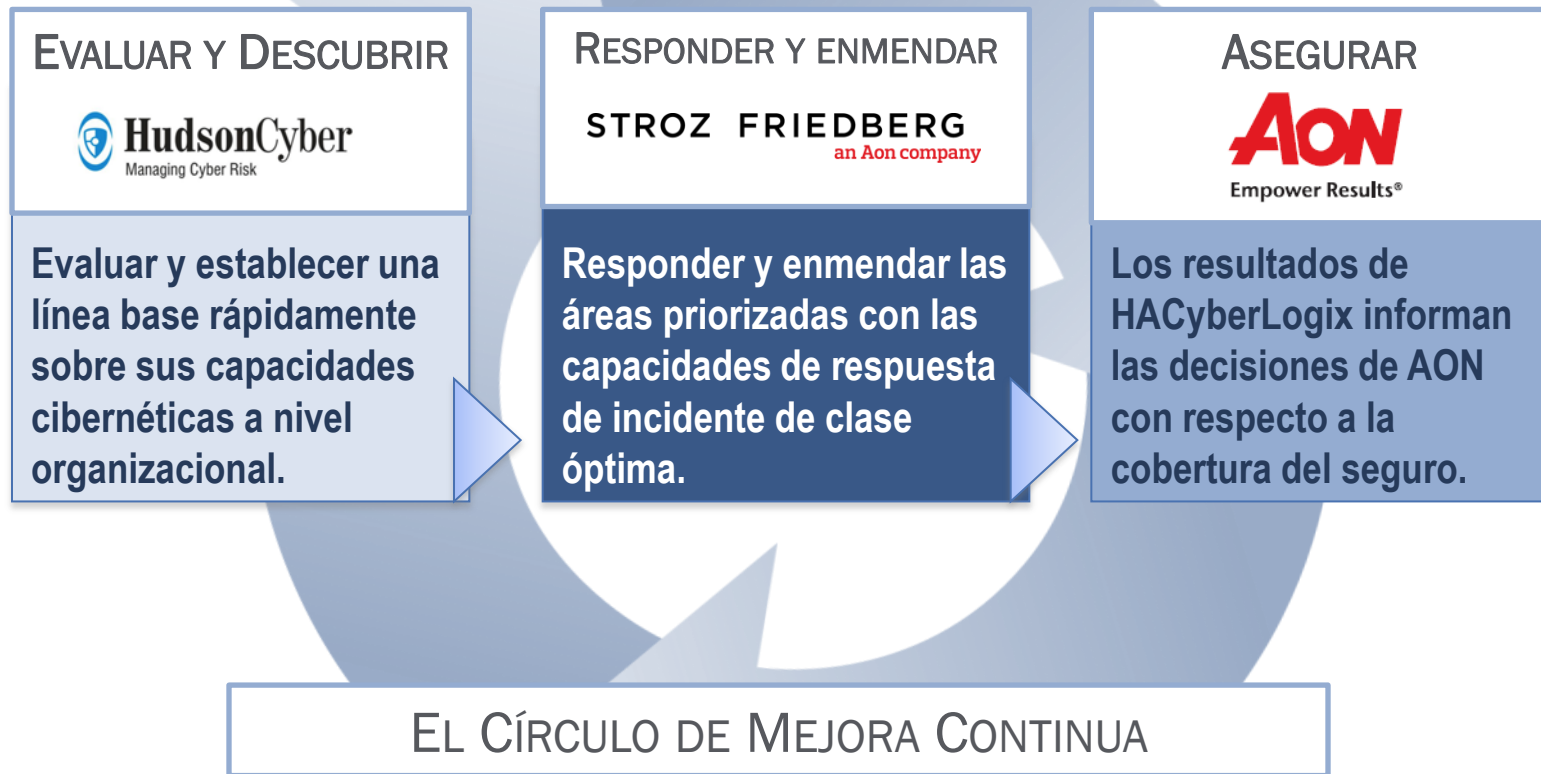 EVALUAR Y DESCUBRIR
HudsonCyber
Managing Cyber Risk
Evaluar y establecer una
línea base rápidamente
sobre sus capacidades
cibernéticas a nivel
organizacional.
RESPONDER Y ENMENDAR
STROZ FRIEDBERG
an Aon company
Responder y enmendar las
áreas priorizadas con las
capacidades de respuesta
de incidente de clase
óptima.
ASEGURAR
AON
Empower Results®
Los resultados de
HACyberLogix informan
las decisiones de AON
con respecto a la
cobertura del seguro.
EL CÍRCULO DE MEJORA CONTINUA